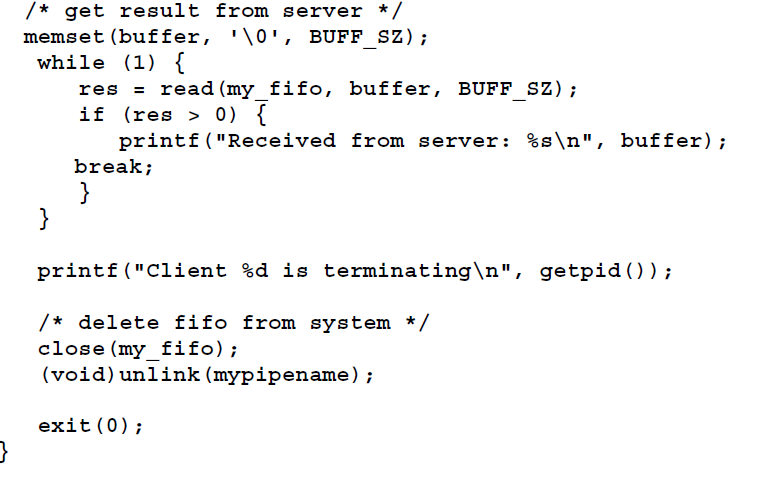 /* get result from server */
memset(buffer, '\0', BUFF_SZ);
while (1) {
res = read(my_fifo, buffer, BUFF_SZ);
if (res > 0) {
printf("Received from server: %s\n", buffer);
break;
}
}
printf("Client %d is terminating\n", getpid());
/* delete fifo from system */
close(my_fifo);
(void)unlink(mypipename);
exit(0);
}